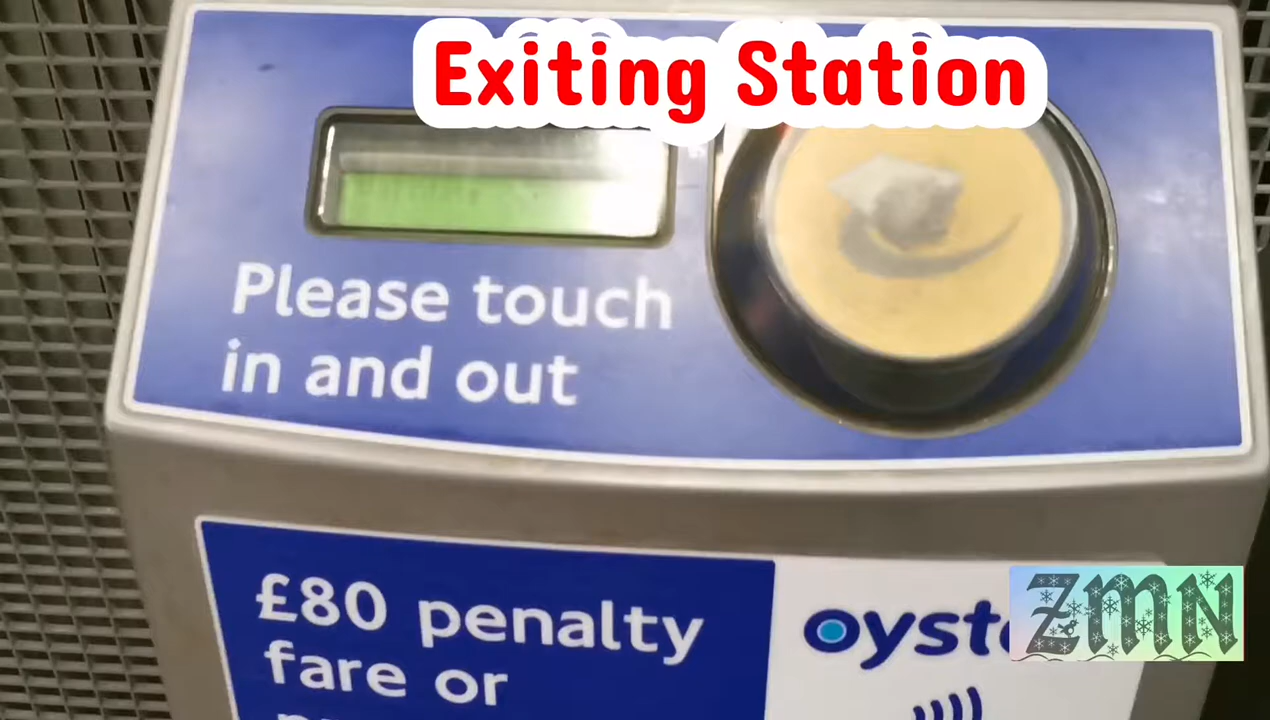 Exiting Station
Please touch
in and out
£80 penalty
fare or
oyst
ZMN